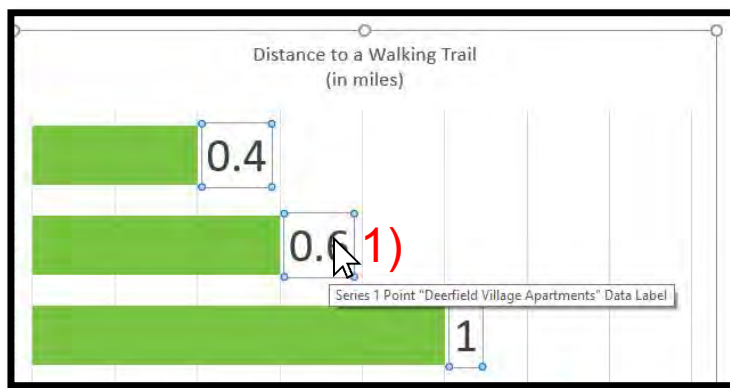 Distance to a Walking Trail
(in miles)
0.4
0.6 1)
Series 1 Point "Deerfield Village Apartments" Data Label
1